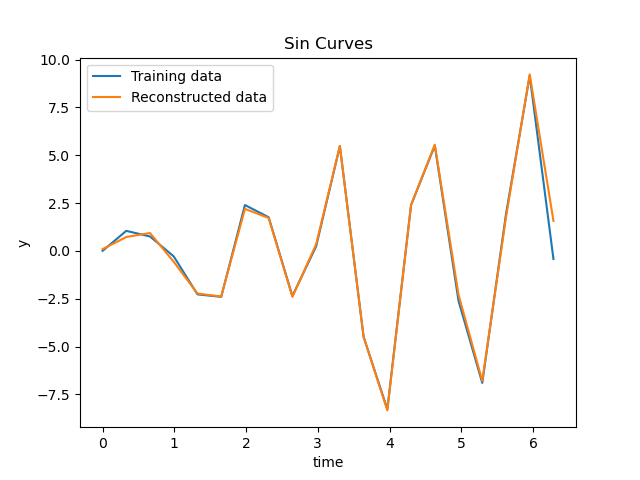 Sin Curves
Training data
Reconstructed data
10.0
7.5
5.0
2.5
0.0
−2.5
−5.0
−7.5
y
0 1 2 3 4 5 6
time